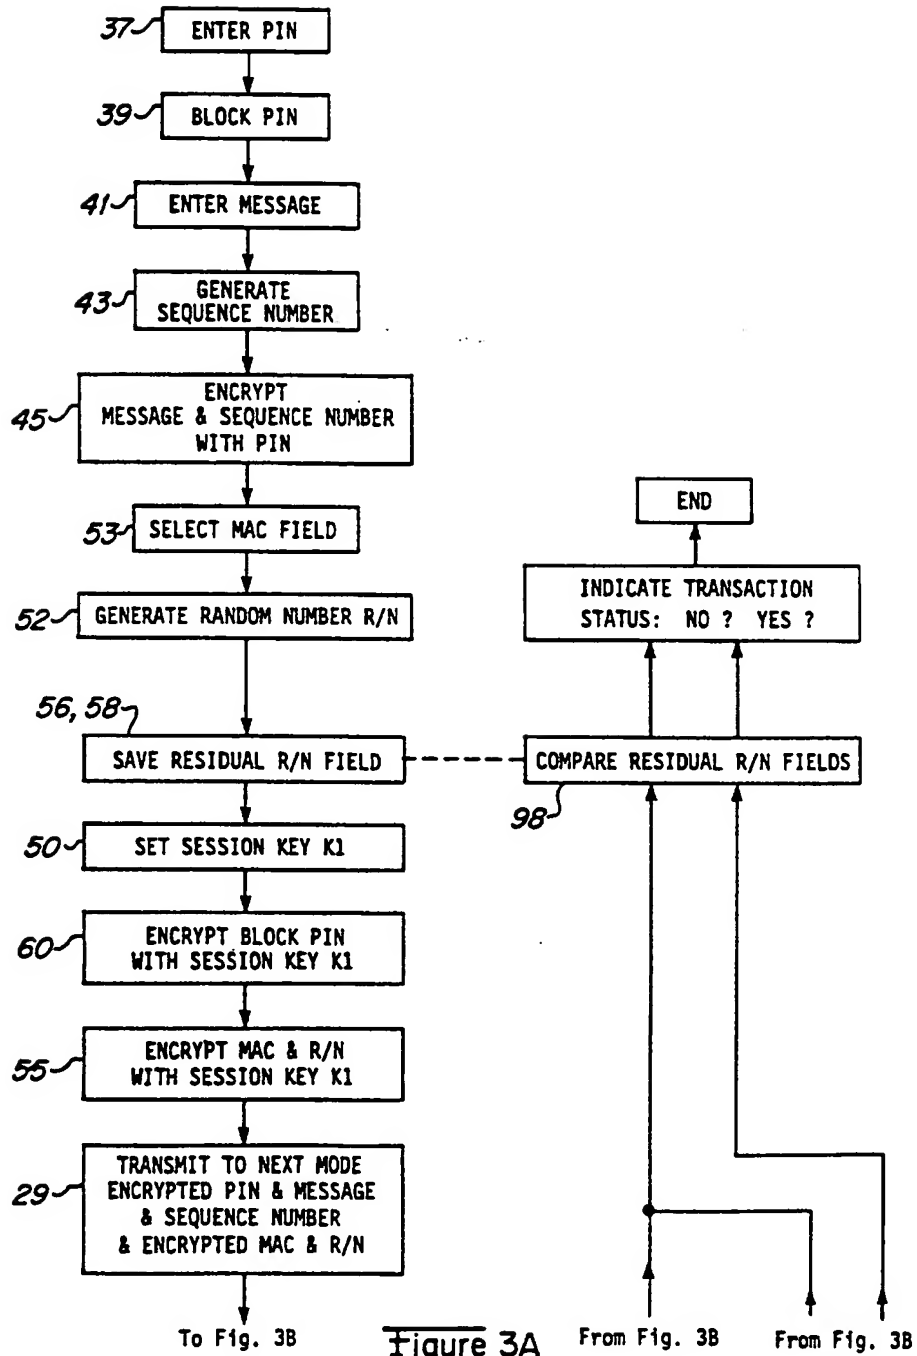 37
ENTER PIN
39
BLOCK PIN
41
ENTER MESSAGE
43
GENERATE
SEQUENCE NUMBER
45
ENCRYPT
MESSAGE & SEQUENCE NUMBER
WITH PIN
53
SELECT MAC FIELD
52
GENERATE RANDOM NUMBER R/N
56, 58
SAVE RESIDUAL R/N FIELD
50
SET SESSION KEY K1
60
ENCRYPT BLOCK PIN
WITH SESSION KEY K1
55
ENCRYPT MAC & R/N
WITH SESSION KEY K1
29
TRANSMIT TO NEXT MODE
ENCRYPTED PIN & MESSAGE
& SEQUENCE NUMBER
& ENCRYPTED MAC & R/N
To Fig. 3B
END
INDICATE TRANSACTION
STATUS: NO ? YES ?
COMPARE RESIDUAL R/N FIELDS
98
From Fig. 3B
From Fig. 3B
Figure 3A